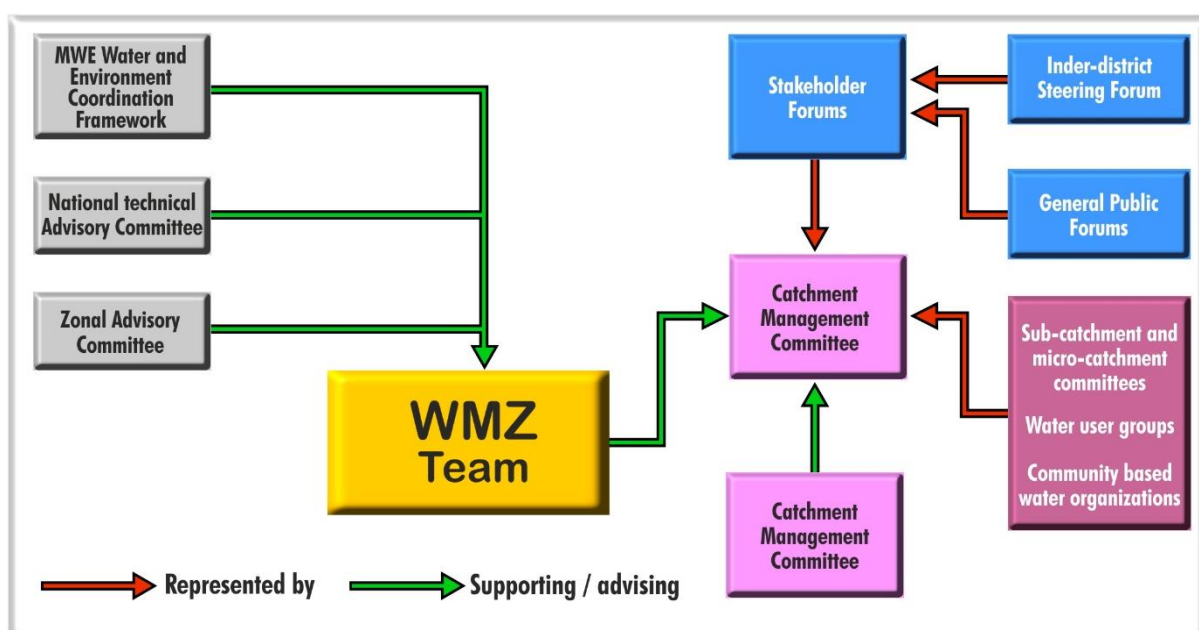 MWE Water and
Environment
Coordination
Framework
National technical
Advisory Committee
Zonal Advisory
Committee
WMZ
Team
Stakeholder
Forums
Catchment
Management
Committee
Catchment
Management
Committee
Inder-district
Steering Forum
General Public
Forums
Sub-catchment and
micro-catchment
committees
Water user groups
Community based
water organizations
Represented by
Supporting / advising